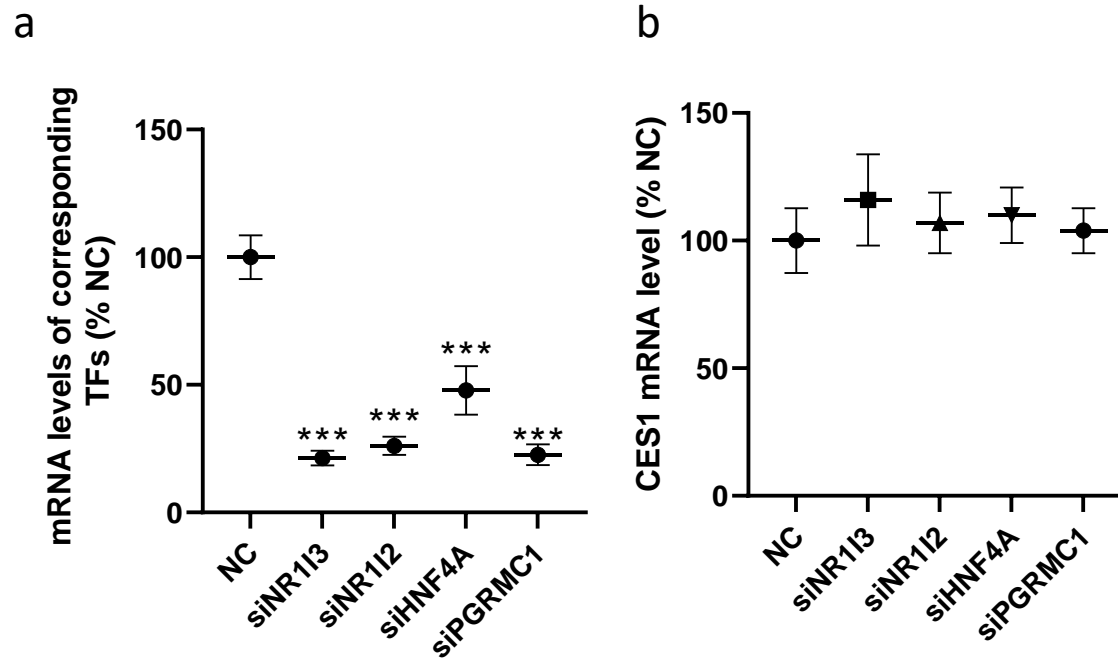 a
mRNA levels of corresponding
TFs (% NC)
150
100
50
0
***
***
***
***
NC
siNR1I3
siNR1I2
siHNF4A
siPGRMC1
b
CES1 mRNA level (% NC)
150
100
50
0
NC
siNR1I3
siNR1I2
siHNF4A
siPGRMC1